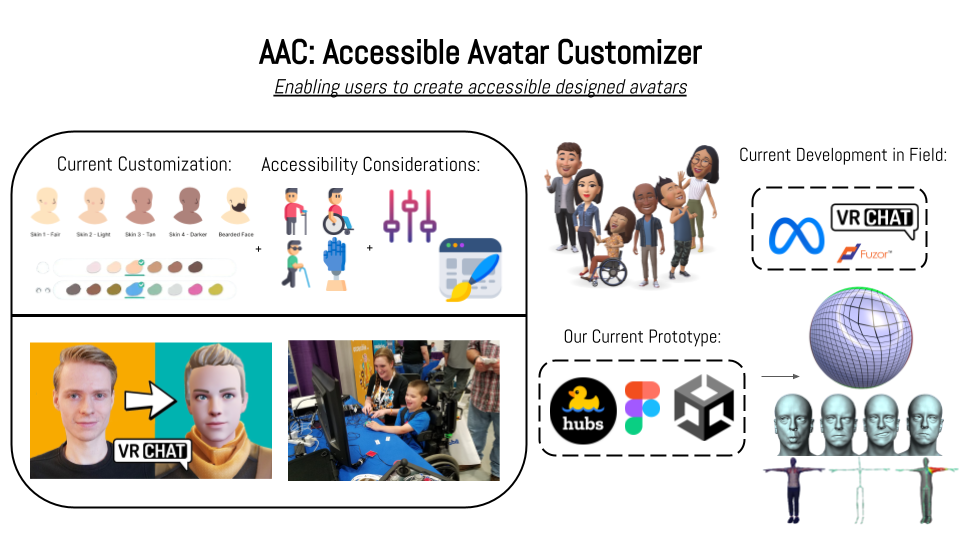 AAC: Accessible Avatar Customizer
Enabling users to create accessible designed avatars
Current Customization:
Accessibility Considerations:
Skin 1 - Fair
Skin 2 - Light
Skin 3 - Tan
Skin 4 - Darker
Bearded Face
+
+
VR CHAT
Current Development in Field:
VR CHAT
Fuzor™
Our Current Prototype:
hubs